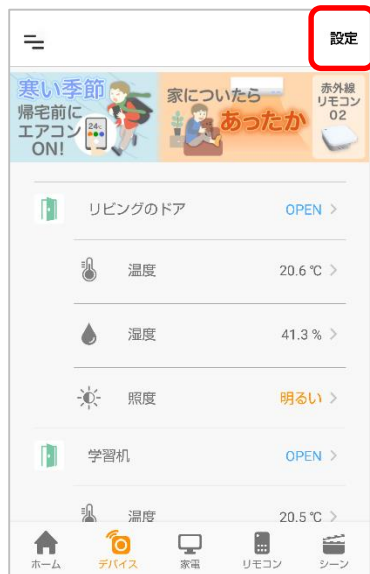 設定
寒い季節
帰宅前に
エアコン
ON!
24℃
家についたら
あったか
赤外線
リモコン
02
リビングのドア OPEN >
温度 20.6 ℃ >
湿度 41.3 % >
照度 明るい >
学習机 OPEN >
温度 20.5 ℃ >
ホーム デバイス 家電 リモコン シーン